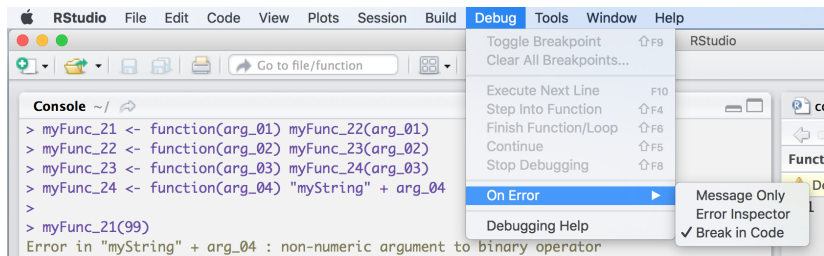 RStudio File Edit Code View Plots Session Build Debug Tools Window Help
RStudio
Toggle Breakpoint ⇧F9
Clear All Breakpoints...
Go to file/function
Execute Next Line F10
Step Into Function ⇧F4
Finish Function/Loop ⇧F6
Continue ⇧F5
Stop Debugging ⇧F8
On Error ▶
Message Only
Error Inspector
✓ Break in Code
Debugging Help
Console ~/
> myFunc_21 <- function(arg_01) myFunc_22(arg_01)
> myFunc_22 <- function(arg_02) myFunc_23(arg_02)
> myFunc_23 <- function(arg_03) myFunc_24(arg_03)
> myFunc_24 <- function(arg_04) "myString" + arg_04
>
> myFunc_21(99)
Error in "myString" + arg_04 : non-numeric argument to binary operator